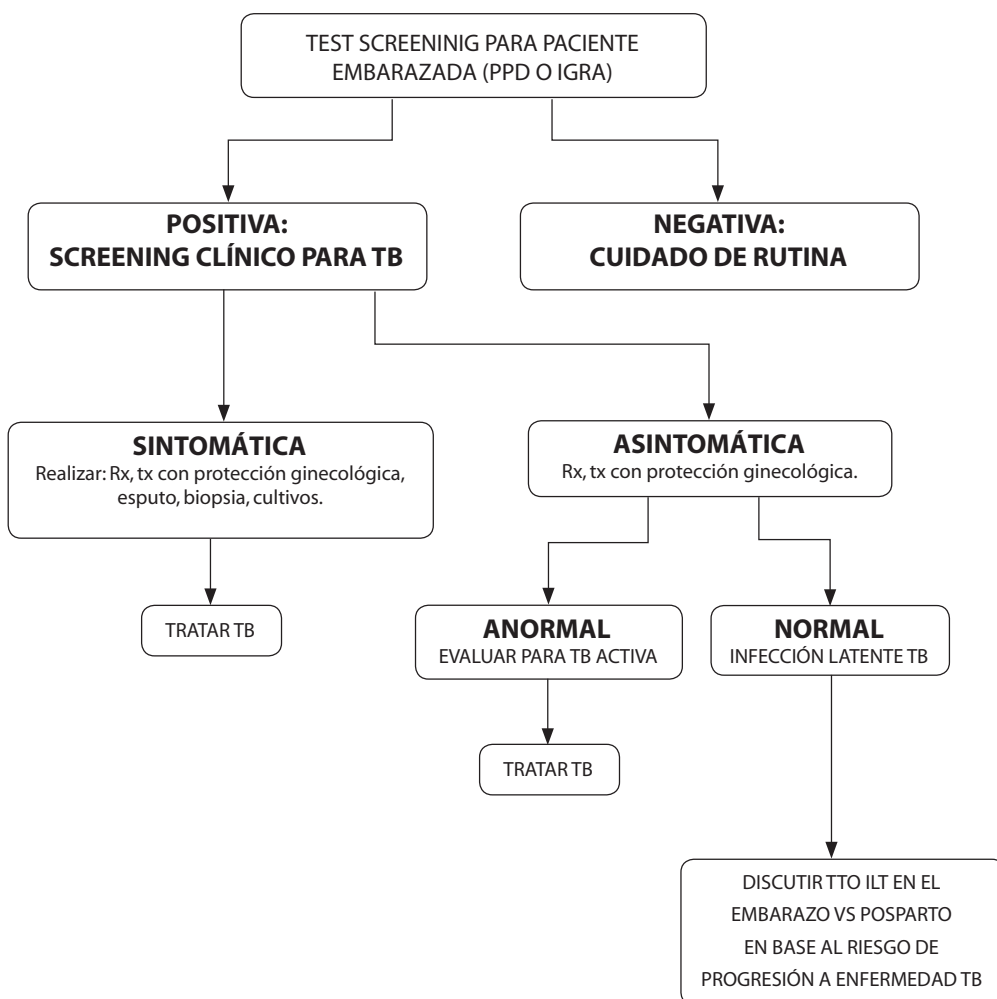 TEST SCREENINIG PARA PACIENTE
EMBARAZADA (PPD O IGRA)
POSITIVA:
SCREENING CLÍNICO PARA TB
NEGATIVA:
CUIDADO DE RUTINA
SINTOMÁTICA
Realizar: Rx, tx con protección ginecológica,
esputo, biopsia, cultivos.
ASINTOMÁTICA
Rx, tx con protección ginecológica.
TRATAR TB
ANORMAL
EVALUAR PARA TB ACTIVA
NORMAL
INFECCIÓN LATENTE TB
TRATAR TB
DISCUTIR TTO ILT EN EL
EMBARAZO VS POSPARTO
EN BASE AL RIESGO DE
PROGRESIÓN A ENFERMEDAD TB